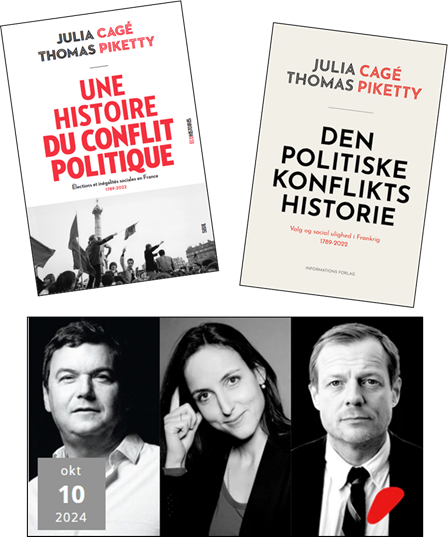 JULIA CAGÉ
THOMAS PIKETTY
UNE
HISTOIRE
DU CONFLIT
POLITIQUE
Élections et inégalités sociales en France
1789-2022
JULIA CAGÉ
THOMAS PIKETTY
DEN
POLITISKE
KONFLIKTS
HISTORIE
Valg og social ulighed i Frankrig
1789-2022
INFORMATIONS FORLAG
okt
10
2024